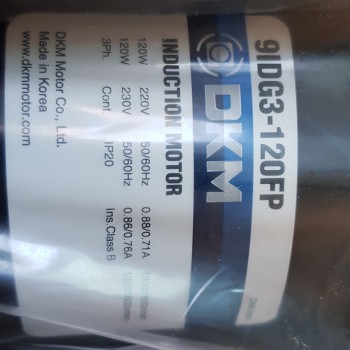 9IDG3-120FP
DKM
INDUCTION MOTOR
120W 220V 50/60Hz 0.88/0.71A
120W 230V 50/60Hz 0.86/0.76A
3Ph. Cont. IP20 Ins.Class B
DKM Motor Co., Ltd.
Made in Korea
www.dkmmotor.com